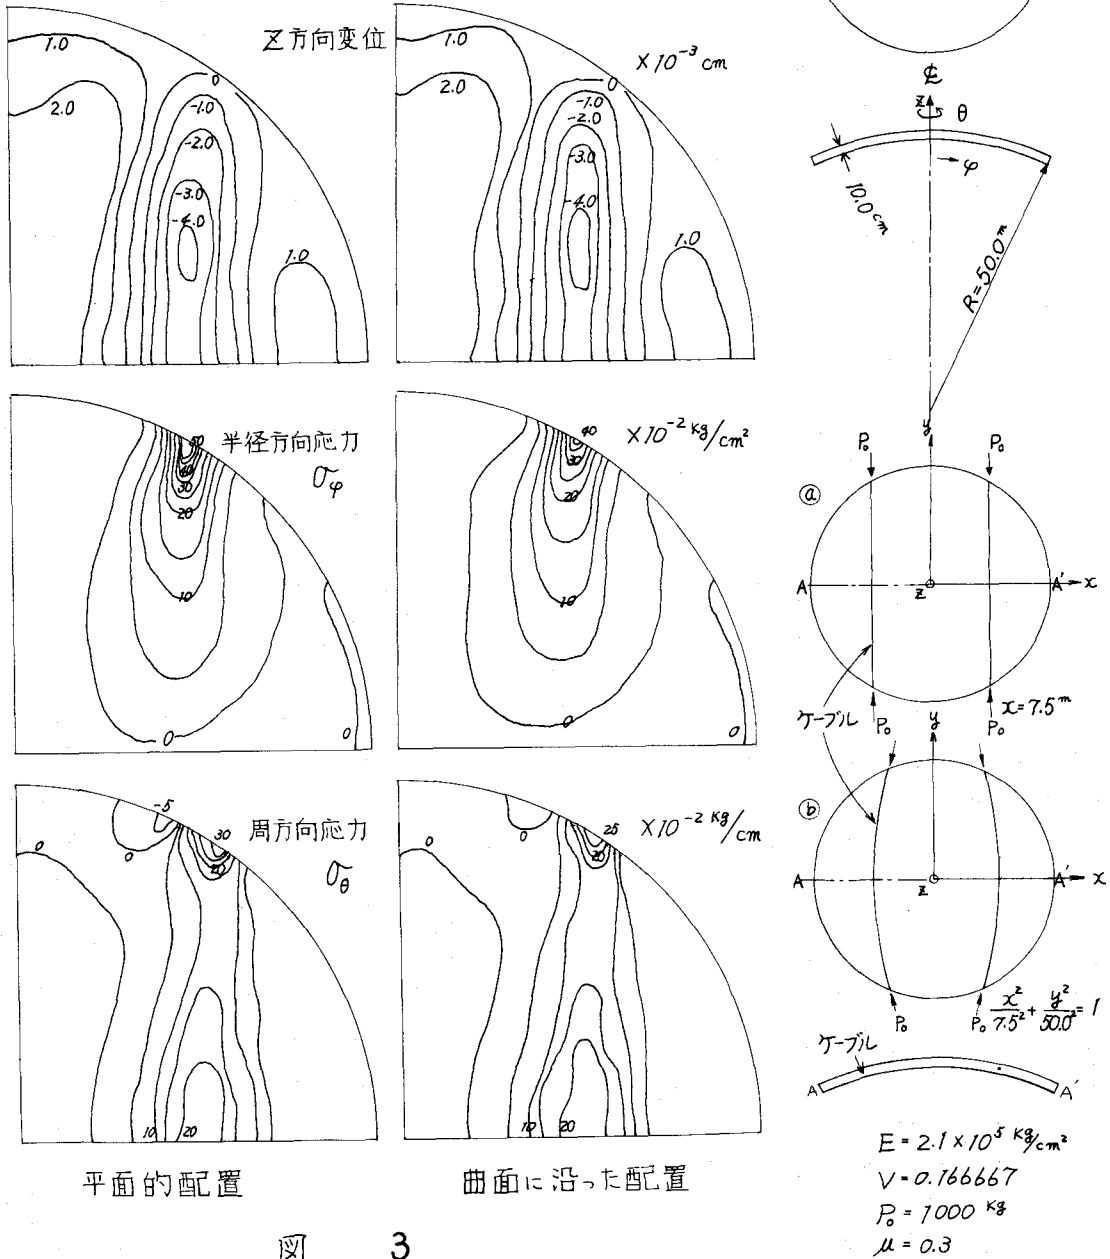 Z方向変位
×10⁻³ cm
1.0
2.0
0
-1.0
-2.0
-3.0
-4.0
1.0
1.0
2.0
0
-1.0
-2.0
-3.0
-4.0
1.0
半径方向応力
σφ
×10⁻² kg/cm²
40
30
20
10
0
0
40
30
20
10
0
0
周方向応力
σθ
×10⁻² kg/cm
-5
0
0
30
20
10
20
0
0
25
20
10
20
平面的配置
曲面に沿った配置
図 3
℄
z
θ
φ
10.0 cm
R=50.0 m
y
P₀
P₀
ⓐ
A
A′
x
z
ケーブル
P₀
P₀
x=7.5 m
y
ⓑ
A
A′
x
z
P₀
P₀
x²/7.5² + y²/50.0² = 1
ケーブル
A
A′
E = 2.1 × 10⁵ kg/cm²
ν = 0.166667
P₀ = 1000 kg
μ = 0.3